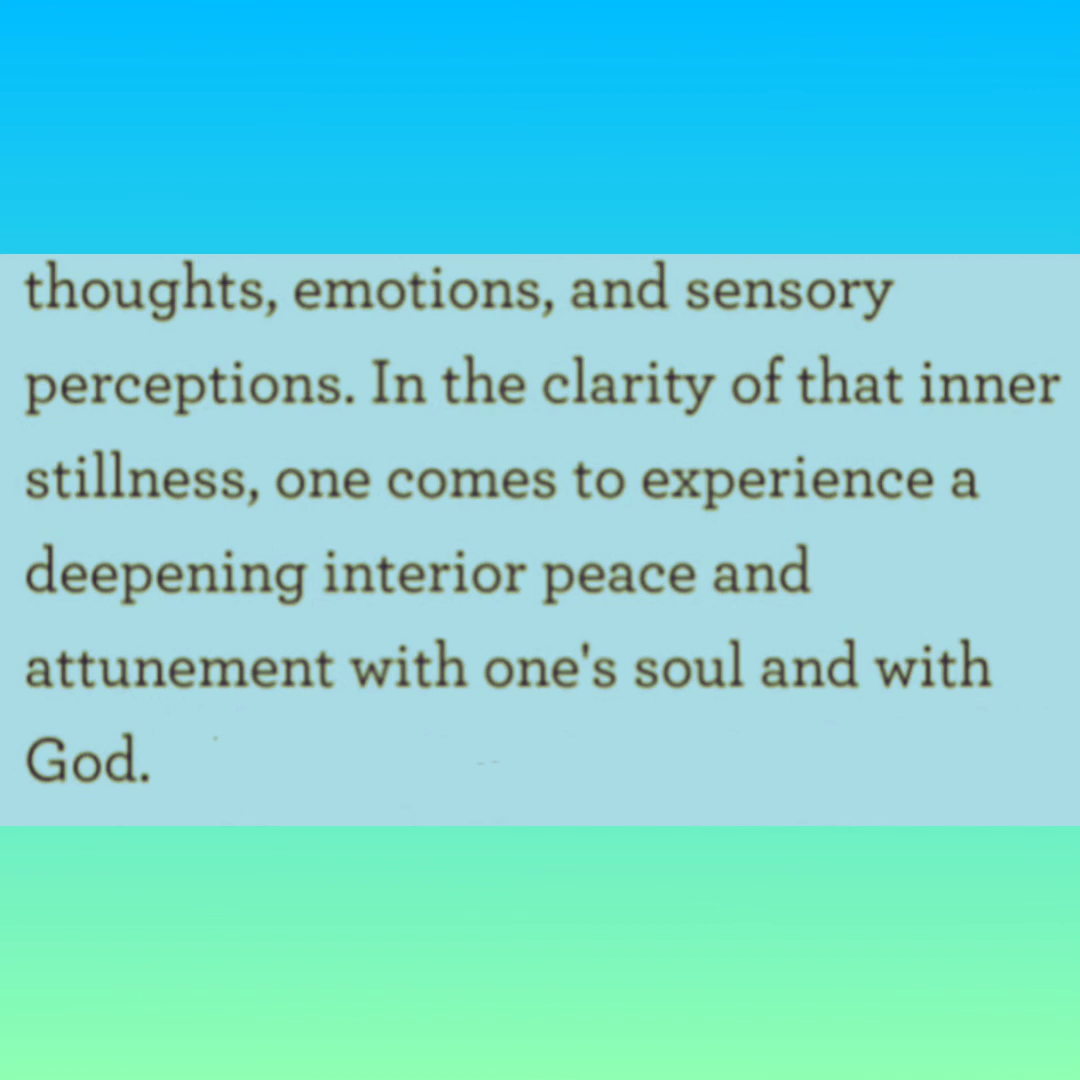 thoughts, emotions, and sensory
perceptions. In the clarity of that inner
stillness, one comes to experience a
deepening interior peace and
attunement with one's soul and with
God.